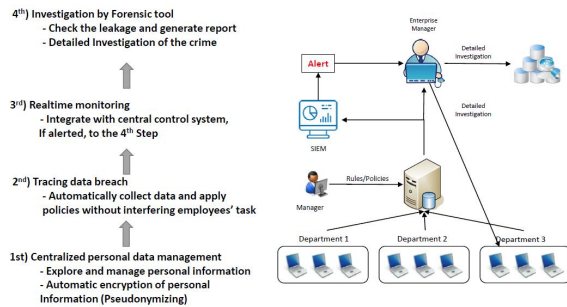 4th) Investigation by Forensic tool
- Check the leakage and generate report
- Detailed Investigation of the crime
3rd) Realtime monitoring
- Integrate with central control system,
If alerted, to the 4th Step
2nd) Tracing data breach
- Automatically collect data and apply
policies without interfering employees' task
1st) Centralized personal data management
- Explore and manage personal information
- Automatic encryption of personal
Information (Pseudonymizing)
Enterprise
Manager
Alert
Detailed
Investigation
SIEM
Detailed
Investigation
Manager
Rules/Policies
Department 1
Department 2
Department 3